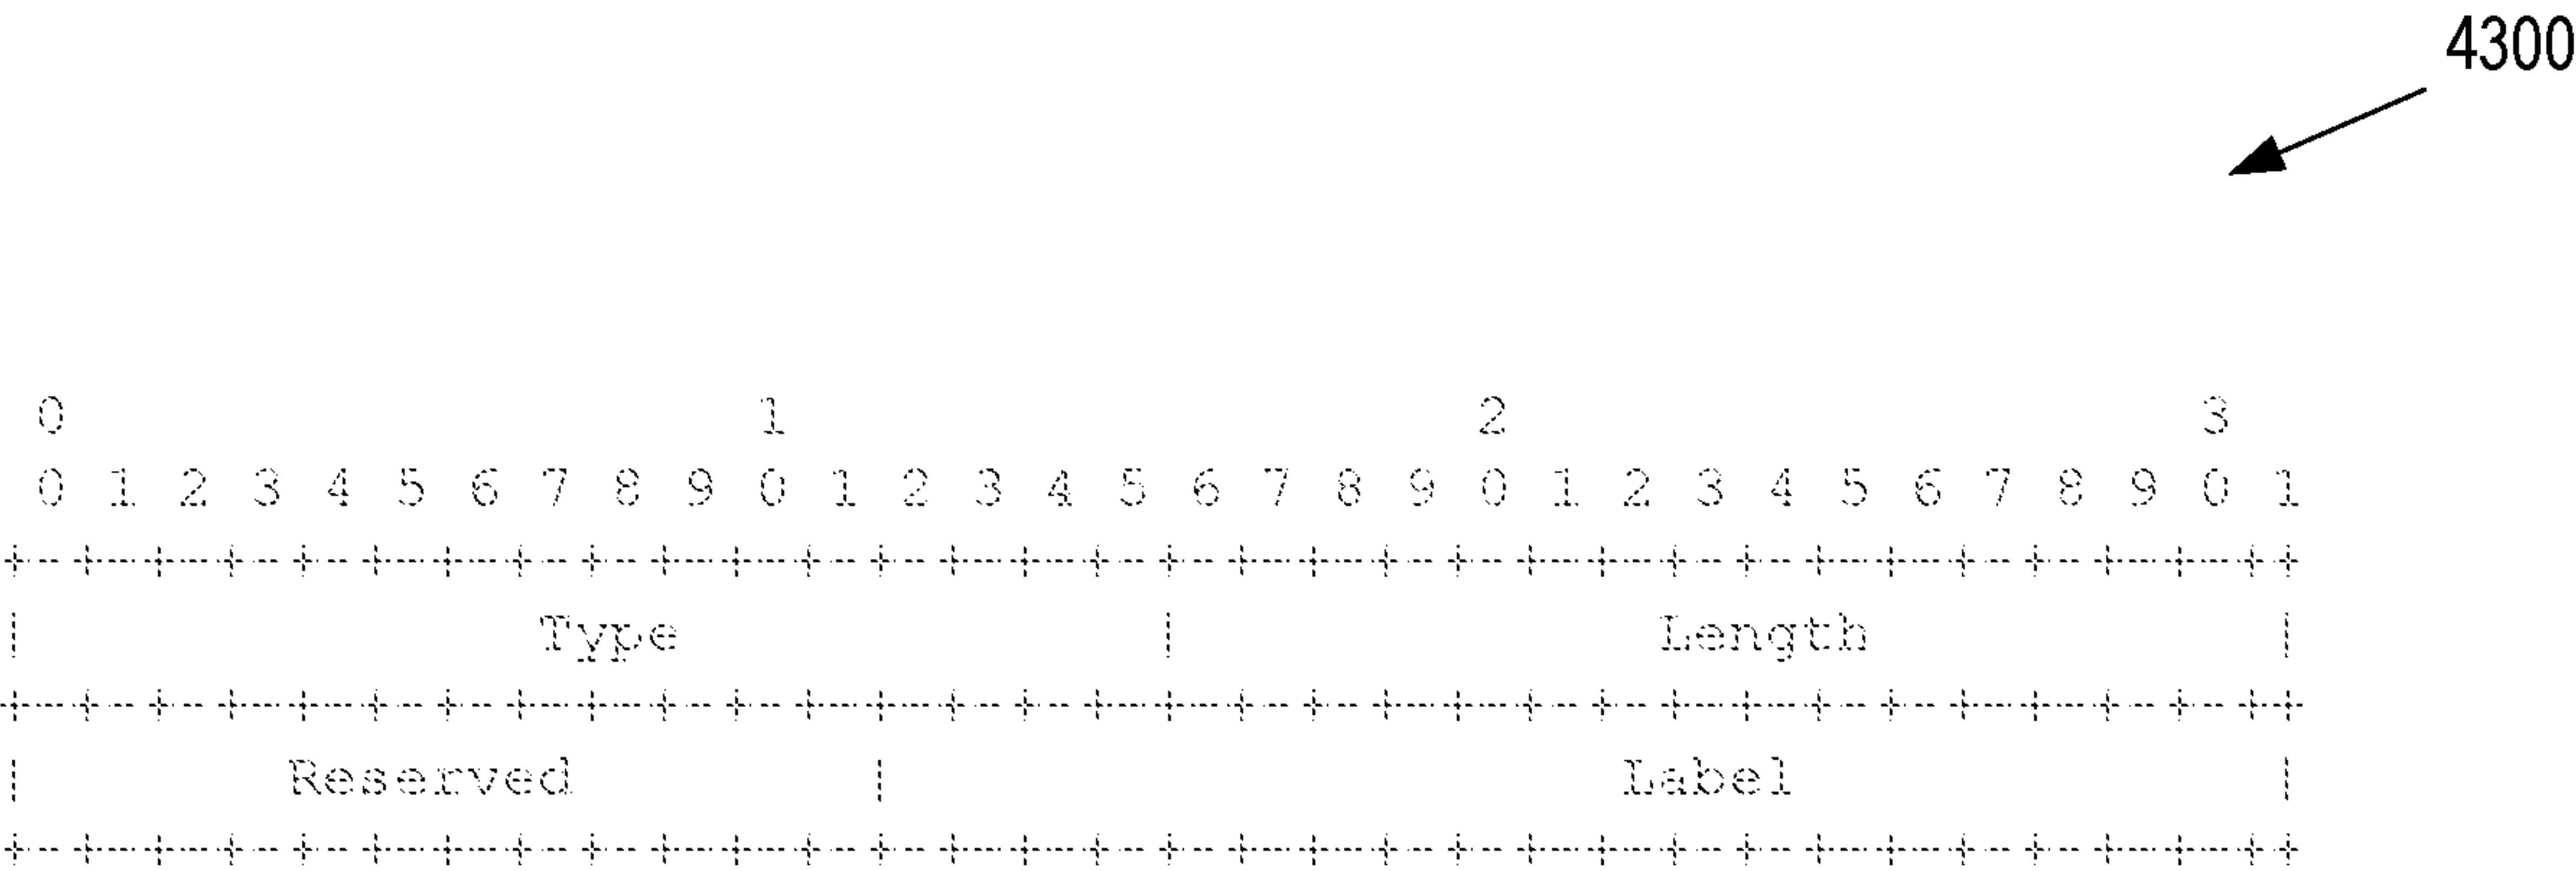 4300
0                   1                   2                   3
0 1 2 3 4 5 6 7 8 9 0 1 2 3 4 5 6 7 8 9 0 1 2 3 4 5 6 7 8 9 0 1
+-+-+-+-+-+-+-+-+-+-+-+-+-+-+-+-+-+-+-+-+-+-+-+-+-+-+-+-+-+-+-++
| Type | Length |
+-+-+-+-+-+-+-+-+-+-+-+-+-+-+-+-+-+-+-+-+-+-+-+-+-+-+-+-+-+-+-++
| Reserved | Label |
+-+-+-+-+-+-+-+-+-+-+-+-+-+-+-+-+-+-+-+-+-+-+-+-+-+-+-+-+-+-+-++